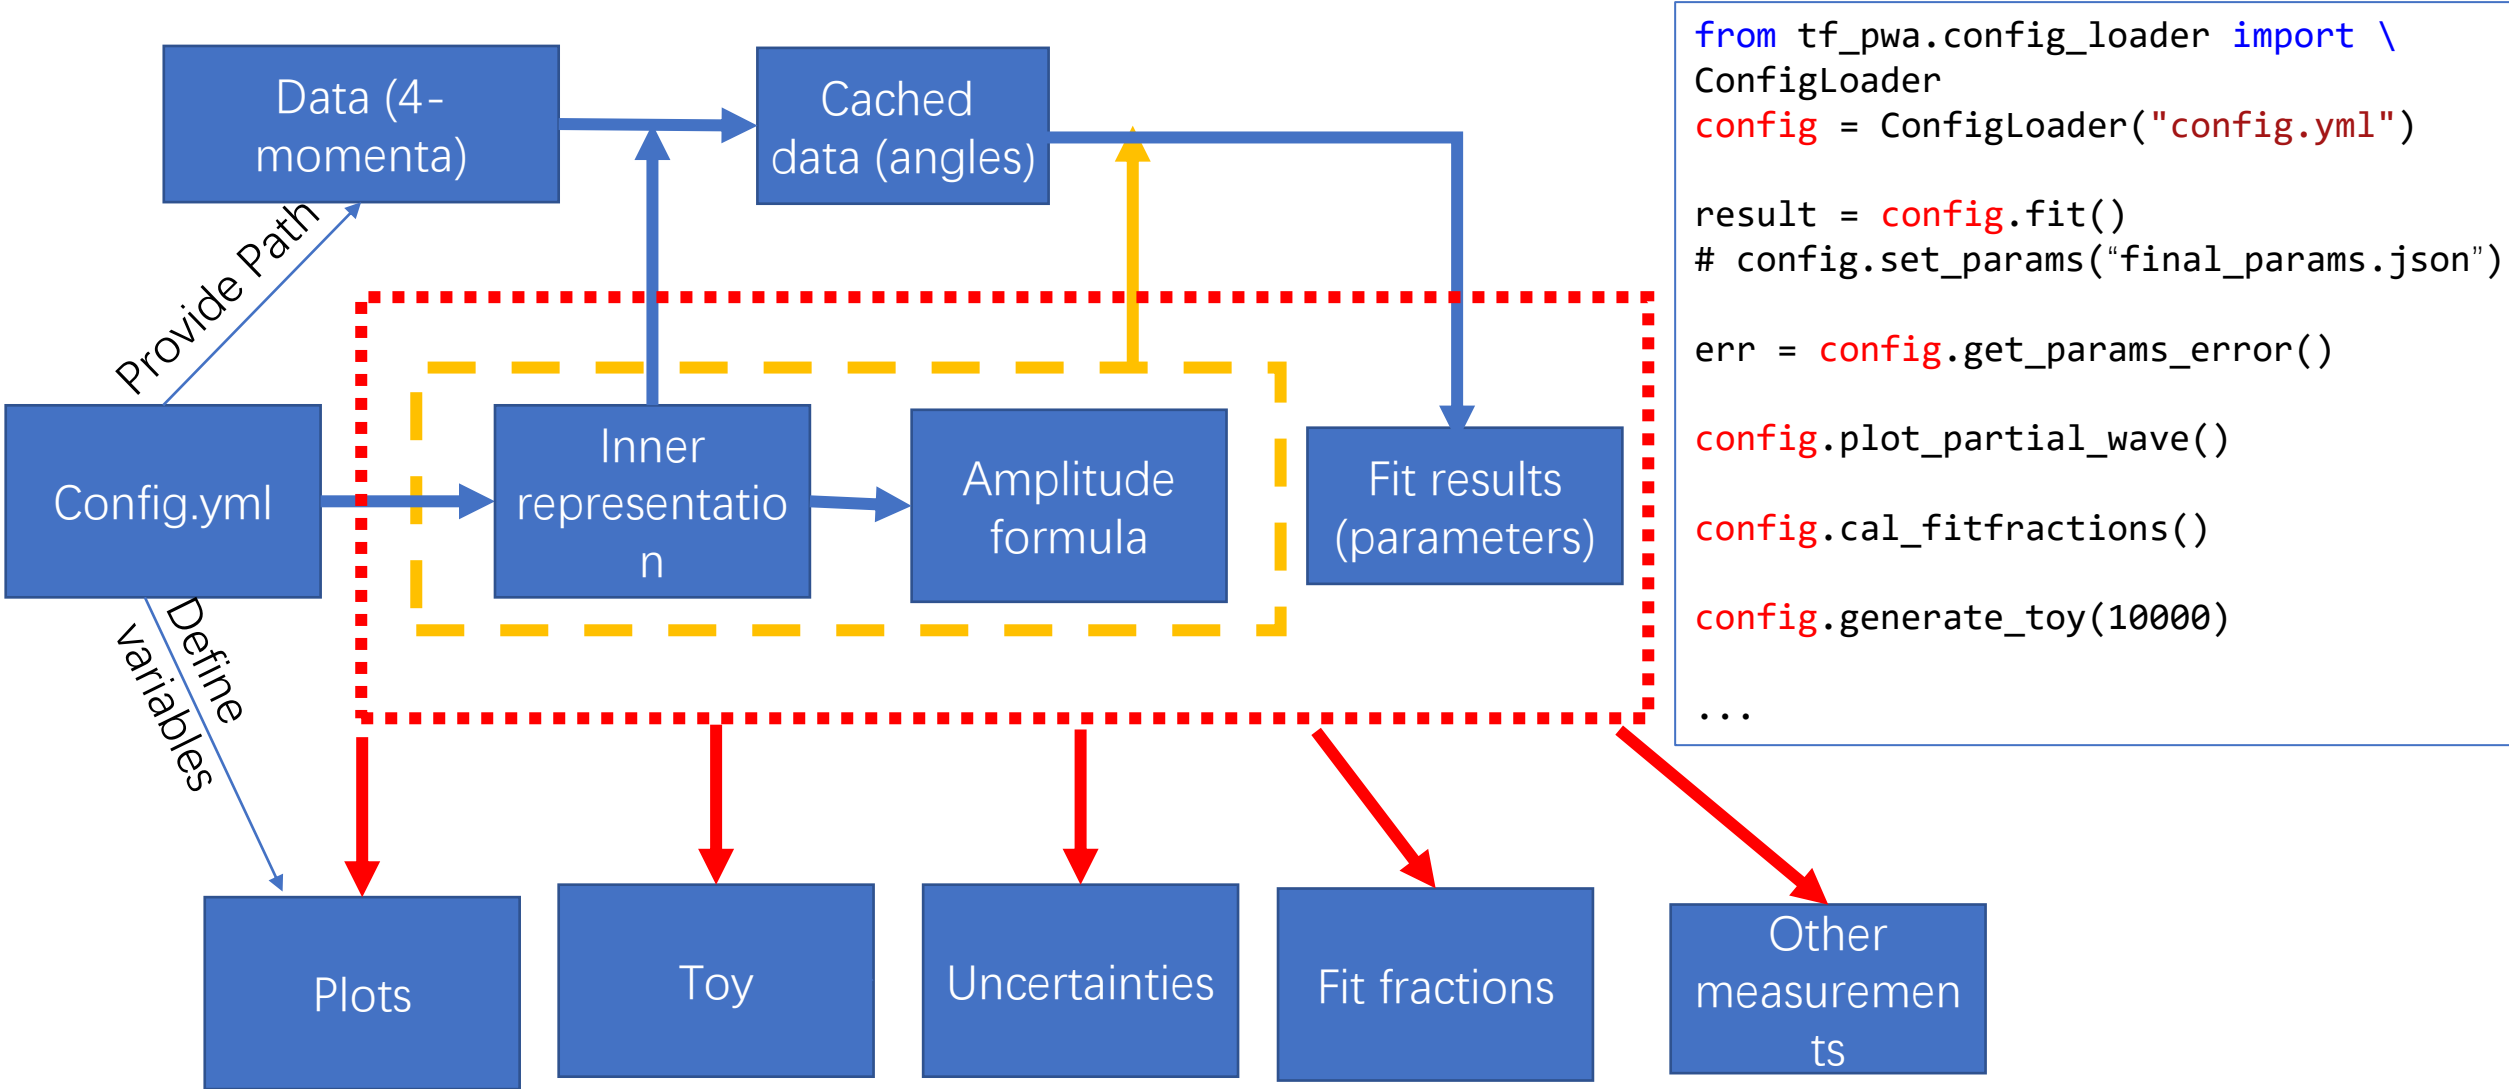 Data (4-
momenta)
Cached
data (angles)
Provide Path
Config.yml
Inner
representatio
n
Amplitude
formula
Fit results
(parameters)
Define
variables
Plots
Toy
Uncertainties
Fit fractions
Other
measuremen
ts
from tf_pwa.config_loader import \
ConfigLoader
config = ConfigLoader("config.yml")
result = config.fit()
# config.set_params(“final_params.json”)
err = config.get_params_error()
config.plot_partial_wave()
config.cal_fitfractions()
config.generate_toy(10000)
...